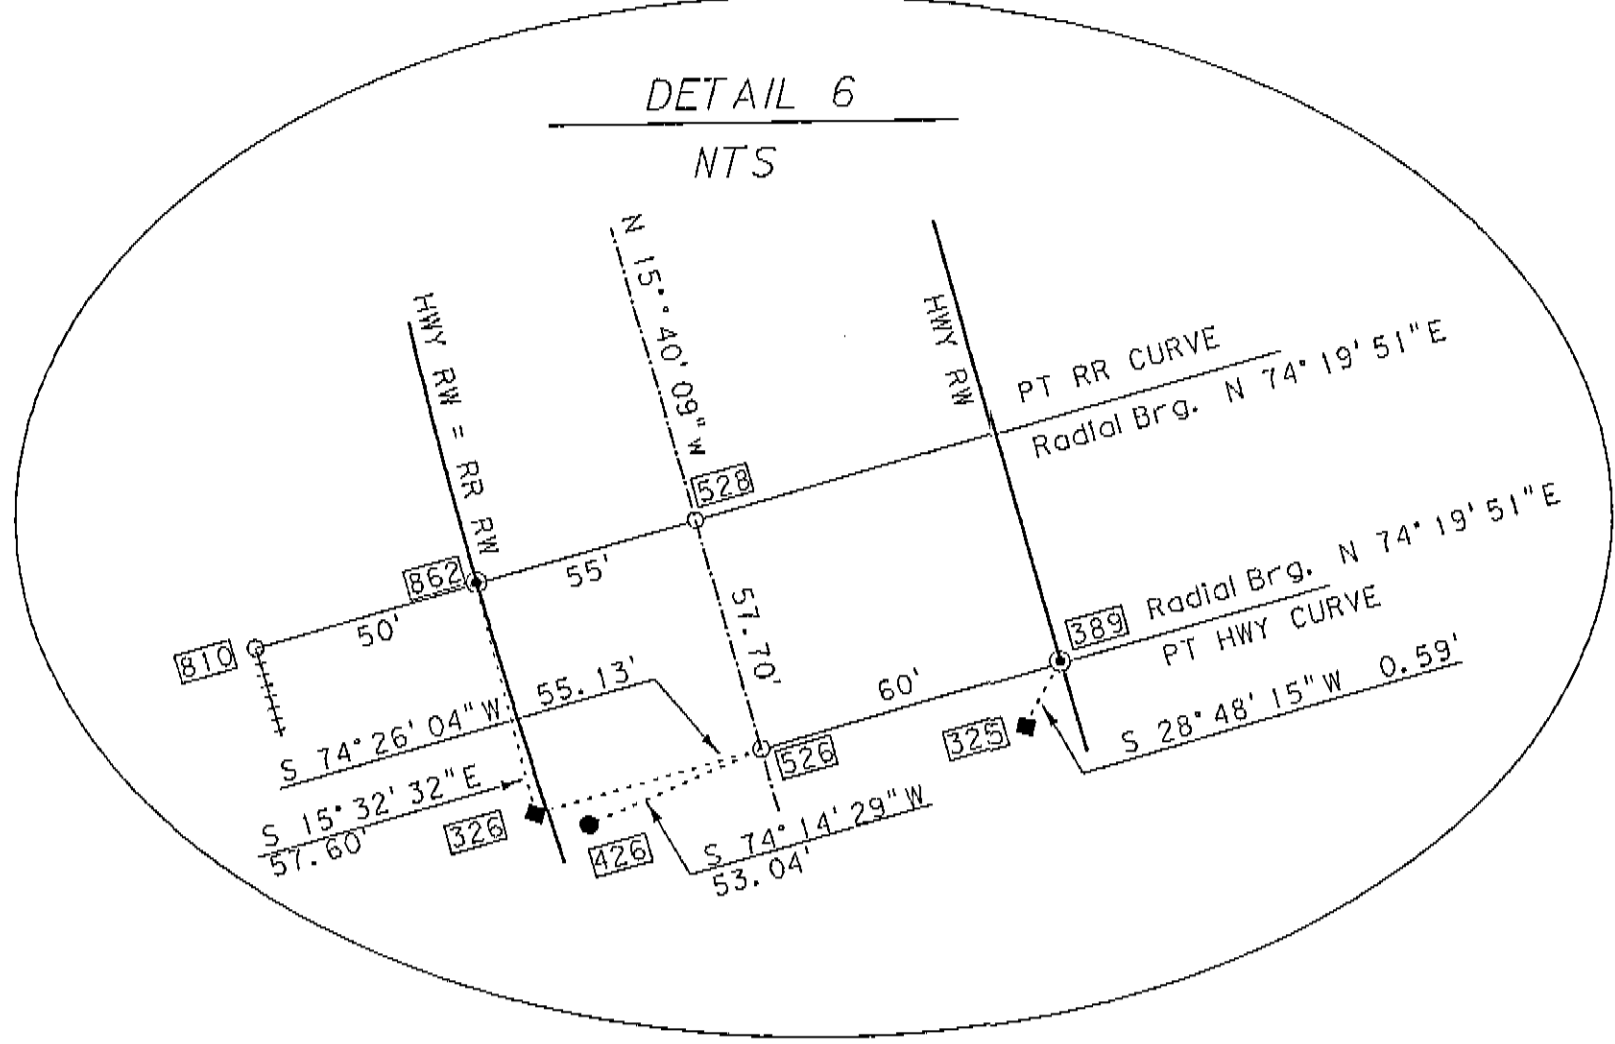 DETAIL 6
NTS
N 15° 40' 09" W
HWY RW = RR RW
HWY RW
PT RR CURVE
Radial Brg. N 74° 19' 51" E
528
862
55'
50'
810
57.70'
Radial Brg. N 74° 19' 51" E
389
PT HWY CURVE
60'
S 74° 26' 04" W 55.13'
S 28° 48' 15" W 0.59'
325
526
S 15° 32' 32" E
57.60'
326
426
S 74° 14' 29" W
53.04'